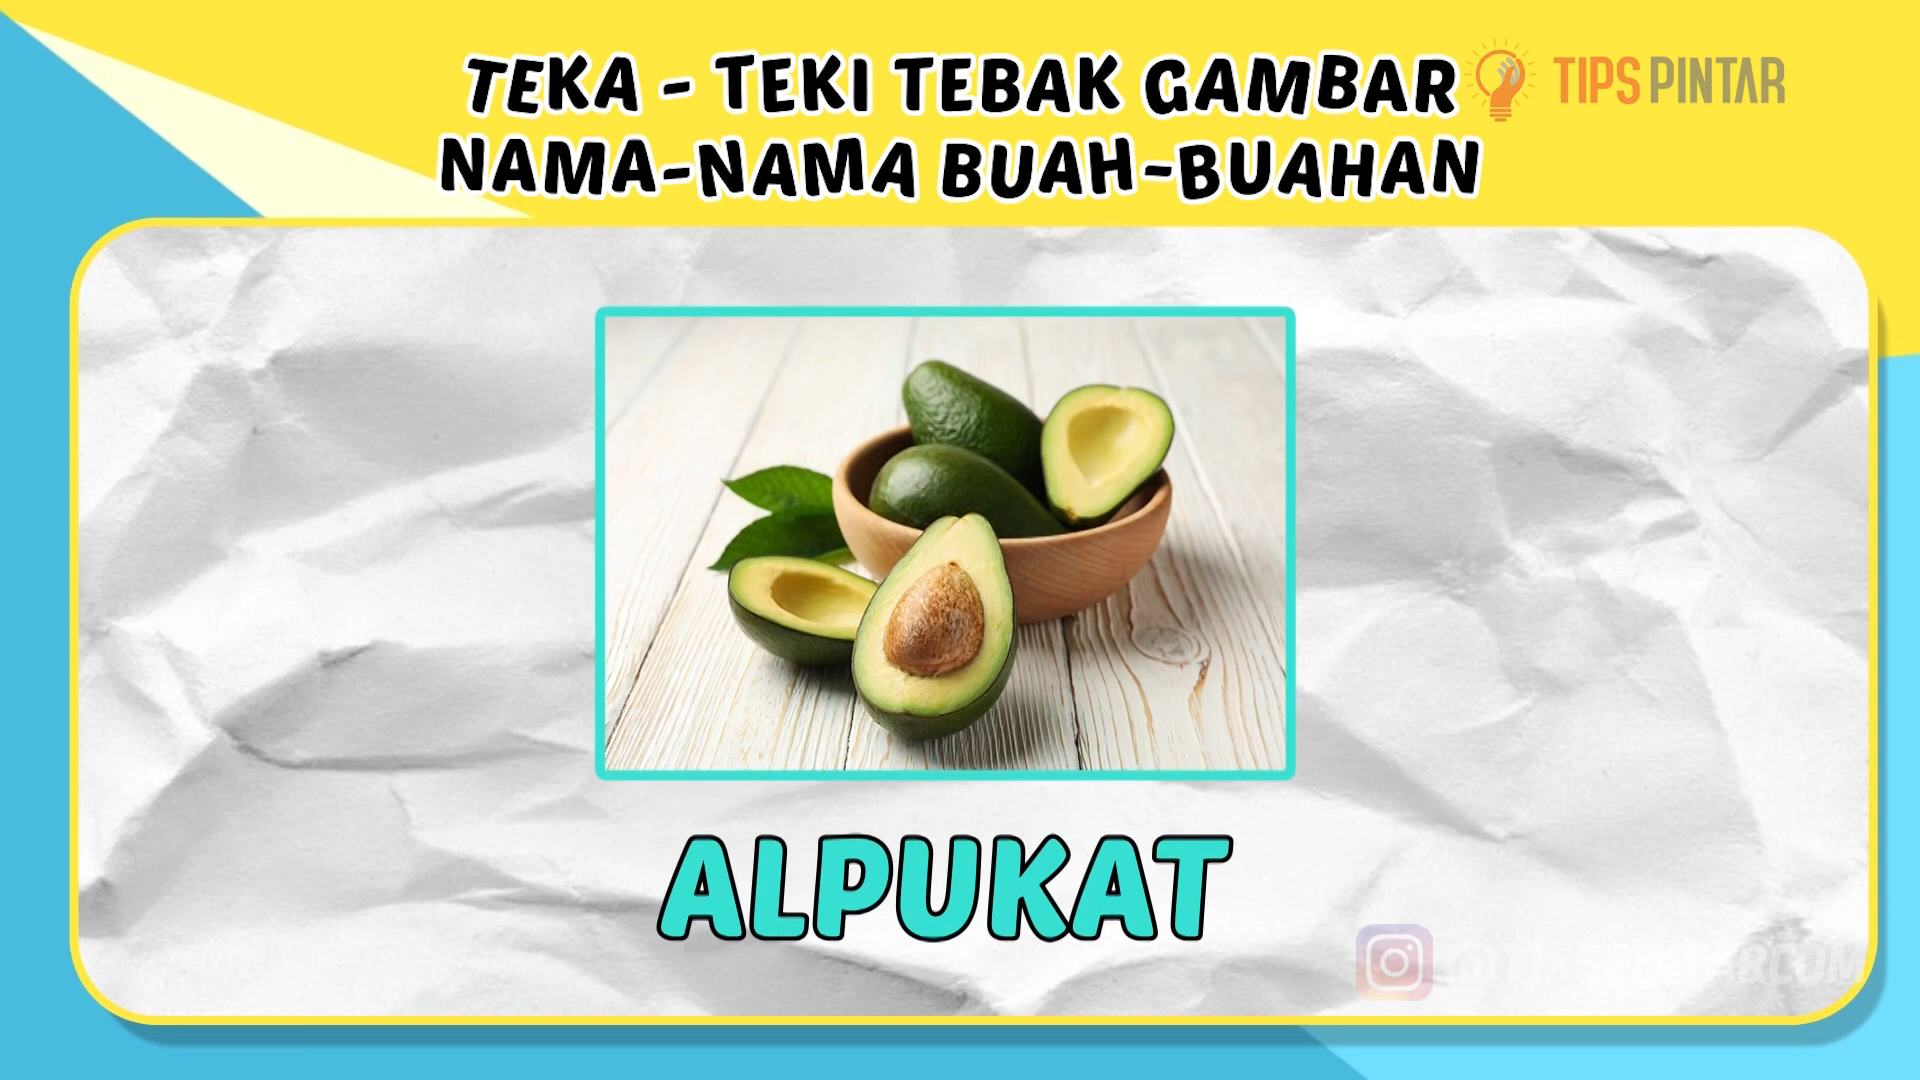 TEKA - TEKI TEBAK GAMBAR
TIPS PINTAR
NAMA-NAMA BUAH-BUAHAN
ALPUKAT